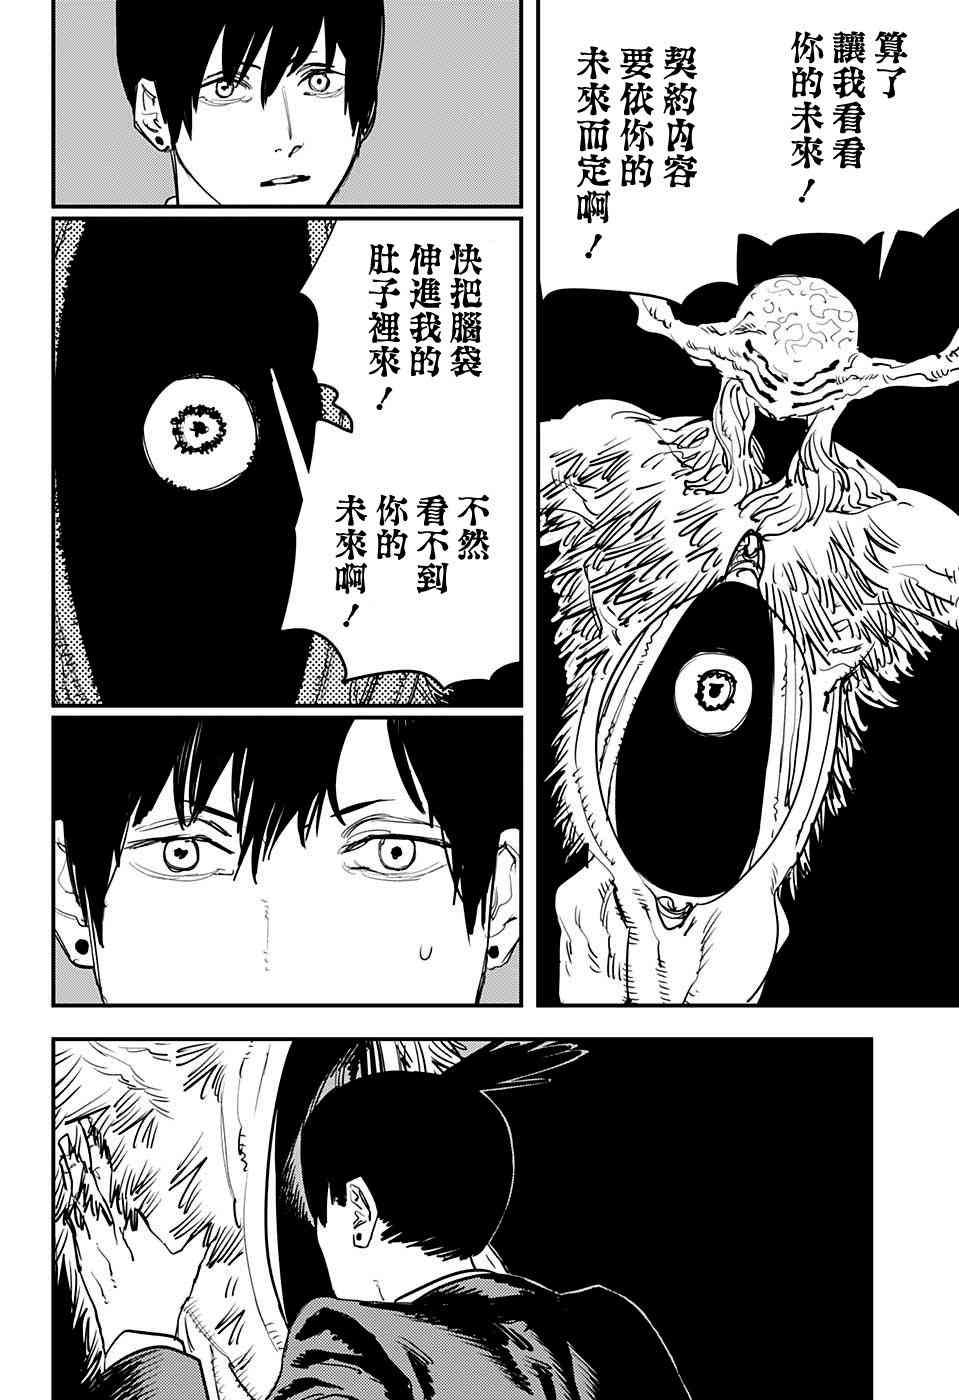 算了
讓我看看
你的未來！
契約內容
要依你的
未來而定啊！
快把腦袋
伸進我的
肚子裡來！
不然
看不到
你的
未來啊！